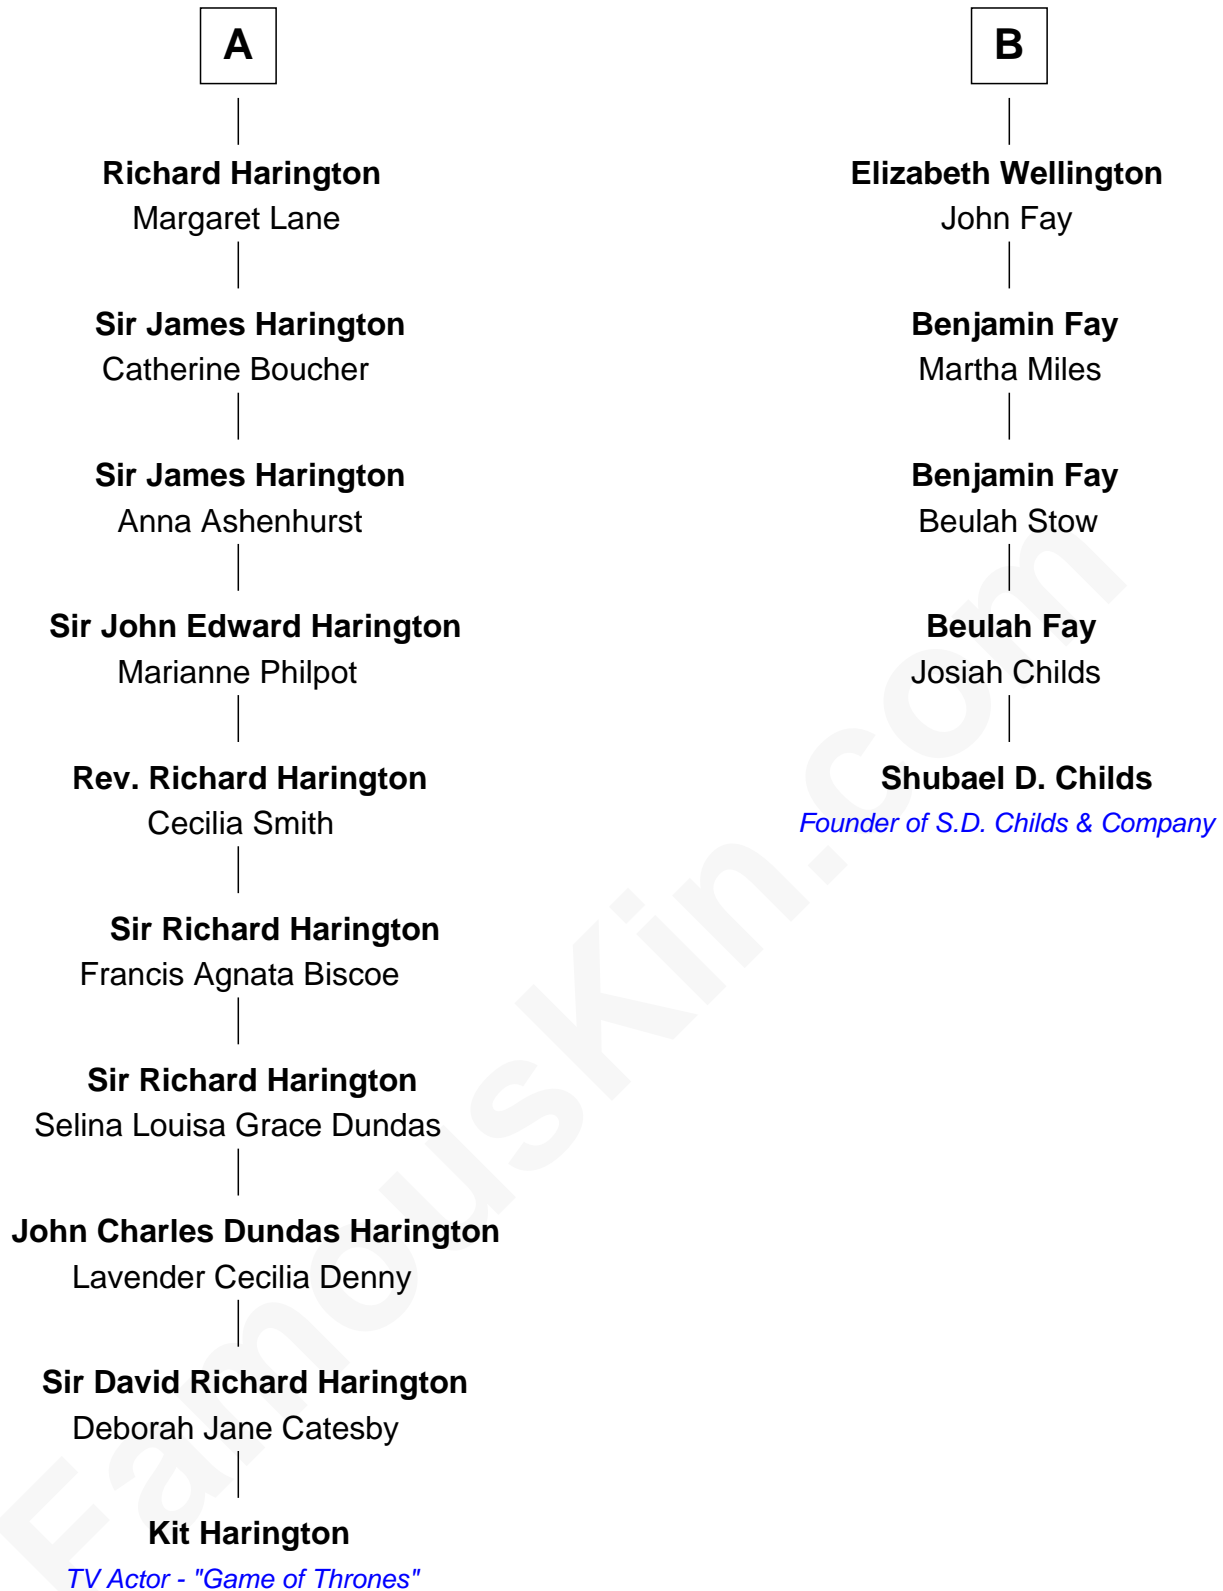 A
Richard Harington
Margaret Lane
Sir James Harington
Catherine Boucher
Sir James Harington
Anna Ashenhurst
Sir John Edward Harington
Marianne Philpot
Rev. Richard Harington
Cecilia Smith
Sir Richard Harington
Francis Agnata Biscoe
Sir Richard Harington
Selina Louisa Grace Dundas
John Charles Dundas Harington
Lavender Cecilia Denny
Sir David Richard Harington
Deborah Jane Catesby
Kit Harington
TV Actor - "Game of Thrones"
B
Elizabeth Wellington
John Fay
Benjamin Fay
Martha Miles
Benjamin Fay
Beulah Stow
Beulah Fay
Josiah Childs
Shubael D. Childs
Founder of S.D. Childs & Company
FamousKin.com